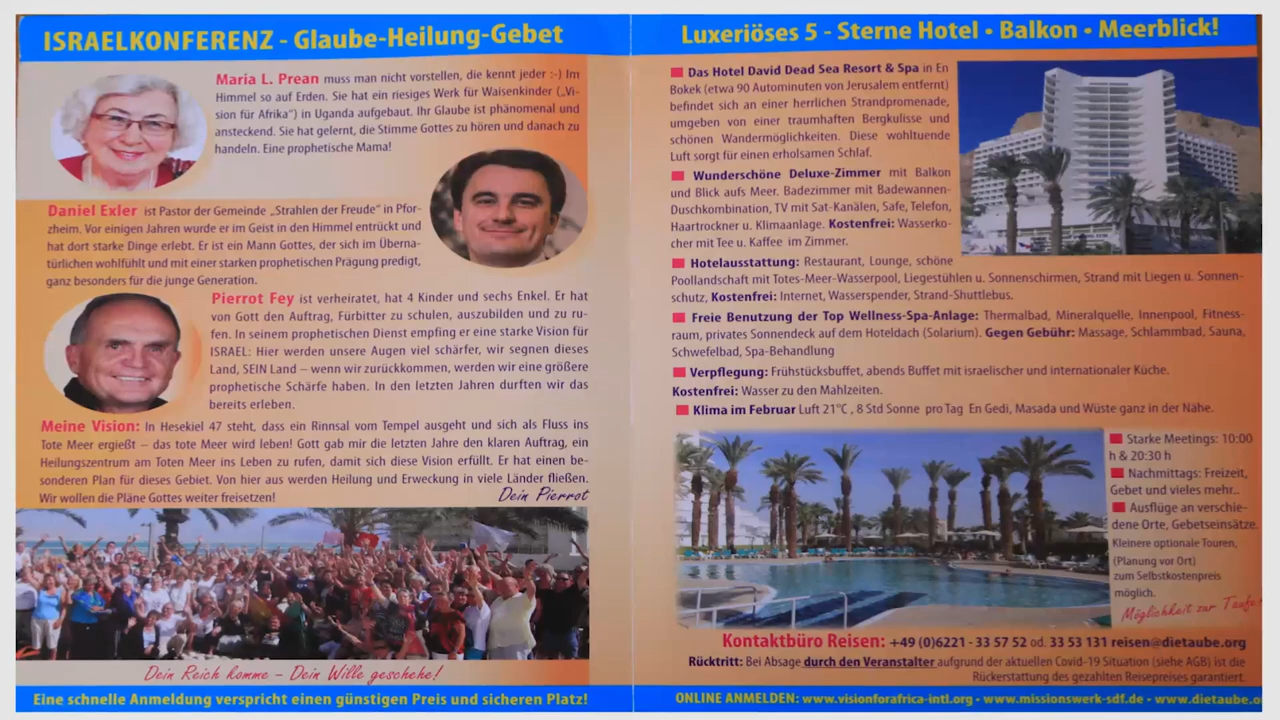 ISRAELKONFERENZ - Glaube-Heilung-Gebet
Maria L. Prean muss man nicht vorstellen, die kennt jeder :-) Im
Himmel so auf Erden. Sie hat ein riesiges Werk für Waisenkinder („Vi-
sion für Afrika") in Uganda aufgebaut. Ihr Glaube ist phänomenal und
ansteckend. Sie hat gelernt, die Stimme Gottes zu hören und danach zu
handeln. Eine prophetische Mama!
Daniel Exler ist Pastor der Gemeinde „Strahlen der Freude" in Pfor-
zheim. Vor einigen Jahren wurde er im Geist in den Himmel entrückt und
hat dort starke Dinge erlebt. Er ist ein Mann Gottes, der sich im Überna-
türlichen wohlfühlt und mit einer starken prophetischen Prägung predigt,
ganz besonders für die junge Generation.
Pierrot Fey ist verheiratet, hat 4 Kinder und sechs Enkel. Er hat
von Gott den Auftrag, Fürbitter zu schulen, auszubilden und zu ru-
fen. In seinem prophetischen Dienst empfing er eine starke Vision für
ISRAEL: Hier werden unsere Augen viel schärfer, wir segnen dieses
Land, SEIN Land – wenn wir zurückkommen, werden wir eine größere
prophetische Schärfe haben. In den letzten Jahren durften wir das
bereits erleben.
Meine Vision: In Hesekiel 47 steht, dass ein Rinnsal vom Tempel ausgeht und sich als Fluss ins
Tote Meer ergießt – das tote Meer wird leben! Gott gab mir die letzten Jahre den klaren Auftrag, ein
Heilungszentrum am Toten Meer ins Leben zu rufen, damit sich diese Vision erfüllt. Er hat einen be-
sonderen Plan für dieses Gebiet. Von hier aus werden Heilung und Erweckung in viele Länder fließen.
Wir wollen die Pläne Gottes weiter freisetzen! Dein Pierrot
Dein Reich komme – Dein Wille geschehe!
Eine schnelle Anmeldung verspricht einen günstigen Preis und sicheren Platz!
Luxeriöses 5 - Sterne Hotel • Balkon • Meerblick!
Das Hotel David Dead Sea Resort & Spa in En
Bokek (etwa 90 Autominuten von Jerusalem entfernt)
befindet sich an einer herrlichen Strandpromenade,
umgeben von einer traumhaften Bergkulisse und
schönen Wandermöglichkeiten. Diese wohltuende
Luft sorgt für einen erholsamen Schlaf.
Wunderschöne Deluxe-Zimmer mit Balkon
und Blick aufs Meer. Badezimmer mit Badewannen-
Duschkombination, TV mit Sat-Kanälen, Safe, Telefon,
Haartrockner u. Klimaanlage. Kostenfrei: Wasserko-
cher mit Tee u. Kaffee im Zimmer.
Hotelausstattung: Restaurant, Lounge, schöne
Poollandschaft mit Totes-Meer-Wasserpool, Liegestühlen u. Sonnenschirmen, Strand mit Liegen u. Sonnen-
schutz, Kostenfrei: Internet, Wasserspender, Strand-Shuttlebus.
Freie Benutzung der Top Wellness-Spa-Anlage: Thermalbad, Mineralquelle, Innenpool, Fitness-
raum, privates Sonnendeck auf dem Hoteldach (Solarium). Gegen Gebühr: Massage, Schlammbad, Sauna,
Schwefelbad, Spa-Behandlung
Verpflegung: Frühstücksbuffet, abends Buffet mit israelischer und internationaler Küche.
Kostenfrei: Wasser zu den Mahlzeiten.
Klima im Februar Luft 21°C , 8 Std Sonne pro Tag En Gedi, Masada und Wüste ganz in der Nähe.
Starke Meetings: 10:00
h & 20:30 h
Nachmittags: Freizeit,
Gebet und vieles mehr..
Ausflüge an verschie-
dene Orte, Gebetseinsätze.
Kleinere optionale Touren,
(Planung vor Ort)
zum Selbstkostenpreis
möglich.
Möglichkeit zur Taufe!
Kontaktbüro Reisen: +49 (0)6221 - 33 57 52 od. 33 53 131 reisen@dietaube.org
Rücktritt: Bei Absage durch den Veranstalter aufgrund der aktuellen Covid-19 Situation (siehe AGB) ist die
Rückerstattung des gezahlten Reisepreises garantiert.
ONLINE ANMELDEN: www.visionforafrica-intl.org - www.missionswerk-sdf.de - www.dietaube.o